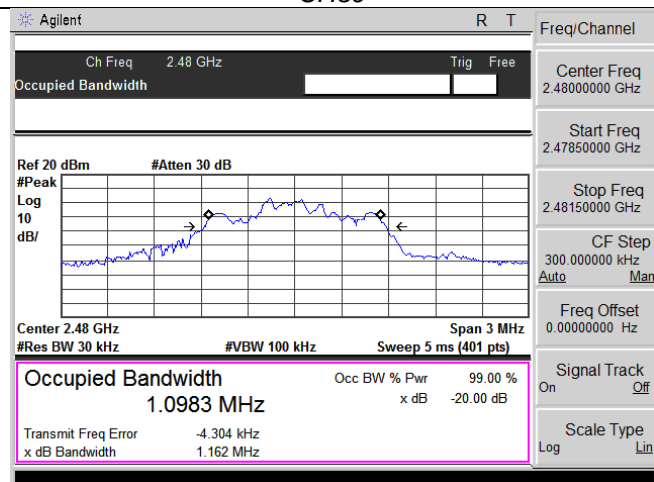 Agilent R T
Freq/Channel
Ch Freq 2.48 GHz Trig Free
Occupied Bandwidth
Center Freq
2.48000000 GHz
Start Freq
2.47850000 GHz
Stop Freq
2.48150000 GHz
CF Step
300.000000 kHz
Auto Man
Freq Offset
0.00000000 Hz
Signal Track
On Off
Scale Type
Log Lin
Ref 20 dBm #Atten 30 dB
#Peak
Log
10
dB/
Center 2.48 GHz Span 3 MHz
#Res BW 30 kHz #VBW 100 kHz Sweep 5 ms (401 pts)
Occupied Bandwidth Occ BW % Pwr 99.00 %
1.0983 MHz x dB -20.00 dB
Transmit Freq Error -4.304 kHz
x dB Bandwidth 1.162 MHz